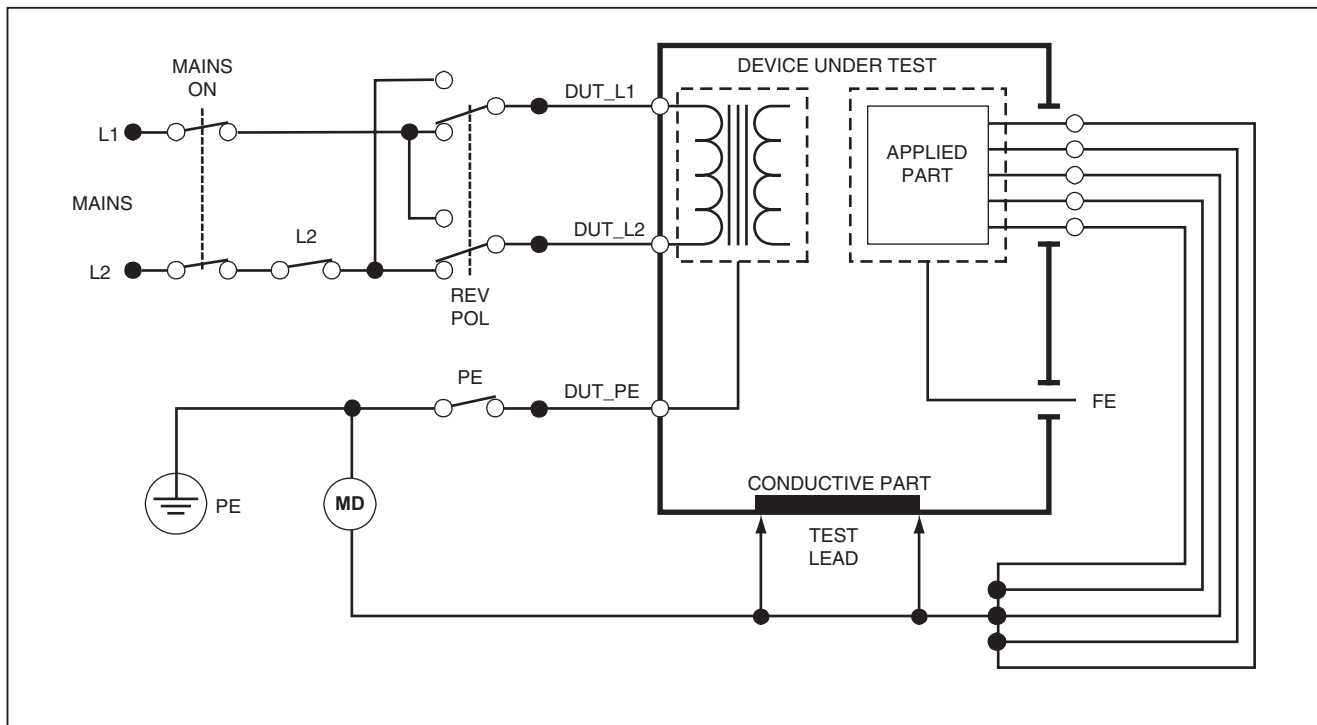 MAINS
ON
L1
MAINS
L2
L2
REV
POL
DUT_L1
DUT_L2
DEVICE UNDER TEST
APPLIED
PART
PE
DUT_PE
FE
PE
MD
CONDUCTIVE PART
TEST
LEAD